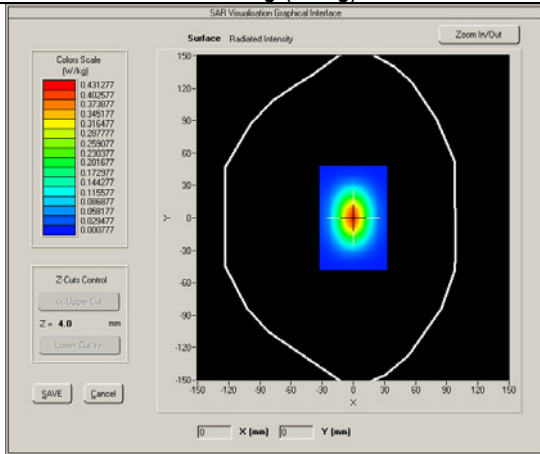 SAR Visualisation Graphical Interface
Surface Radiated Intensity
Zoom In/Out
Colors Scale
(W/kg)
0.431277
0.402577
0.373877
0.345177
0.316477
0.287777
0.259077
0.230377
0.201677
0.172977
0.144277
0.115577
0.086877
0.058177
0.029477
0.000777
Z-Cuts Control
<< Upper Cut
Z = 4.0 mm
Lower Cut >>
SAVE Cancel
150
120
90
60
30
0
-30
-60
-90
-120
-150
Y
-150 -120 -90 -60 -30 0 30 60 90 120 150
X
0 X (mm) 0 Y (mm)